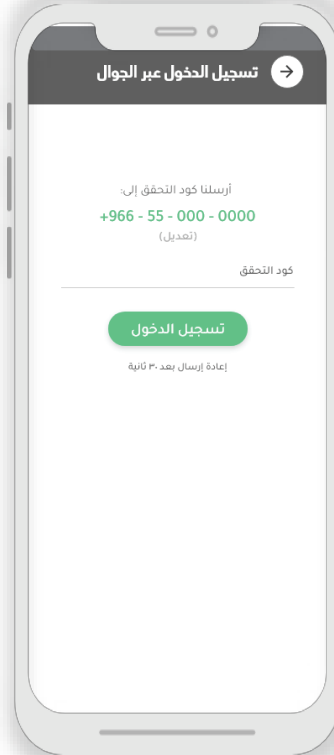 تسجيل الدخول عبر الجوال
أرسلنا كود التحقق إلى:
+966 - 55 - 000 - 0000
(تعديل)
كود التحقق
تسجيل الدخول
إعادة إرسال بعد ٣٠ ثانية